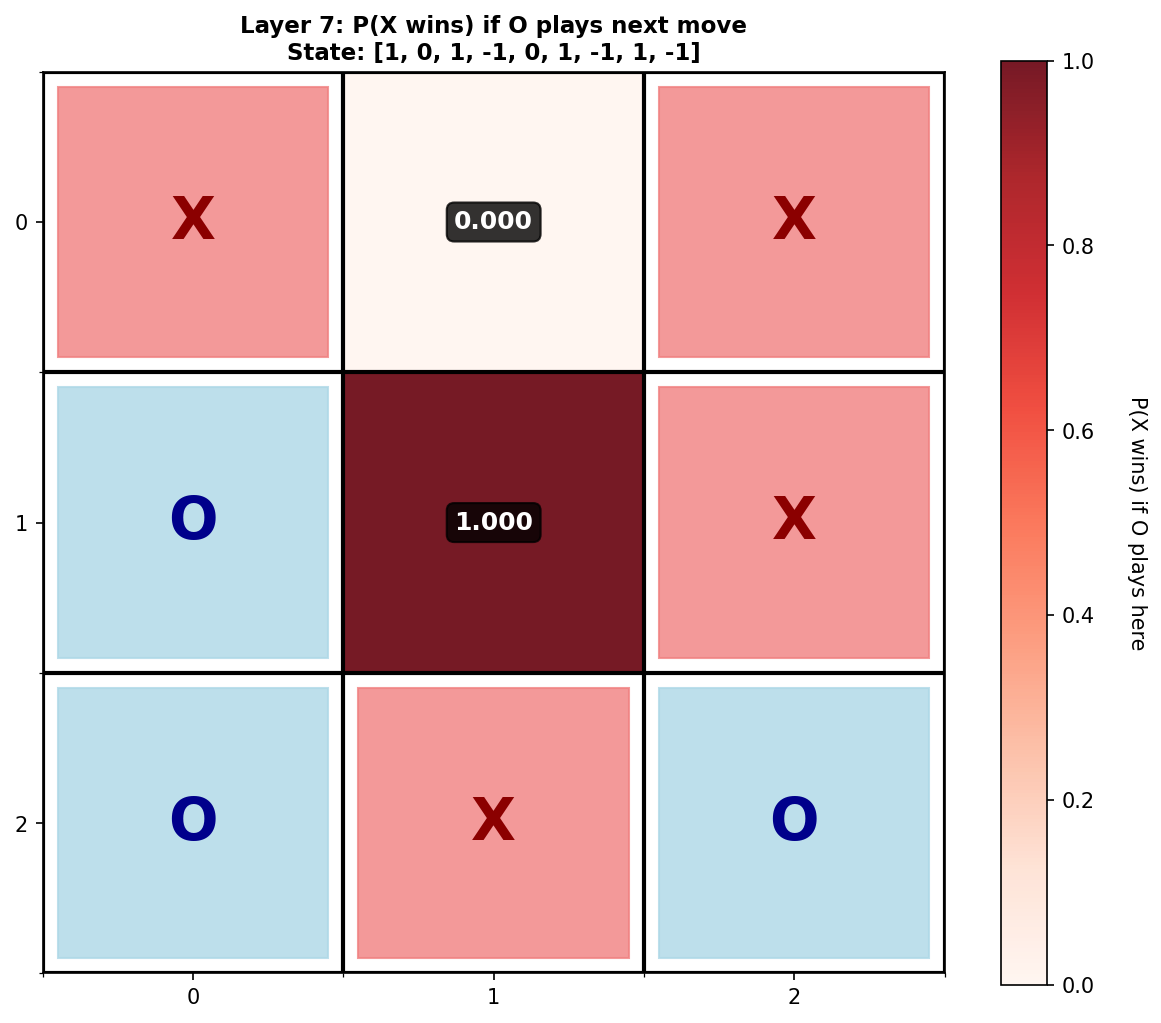 Layer 7: P(X wins) if O plays next move
State: [1, 0, 1, -1, 0, 1, -1, 1, -1]
X
0.000
X
O
1.000
X
O
X
O
0
1
2
0
1
2
1.0
0.8
0.6
0.4
0.2
0.0
P(X wins) if O plays here